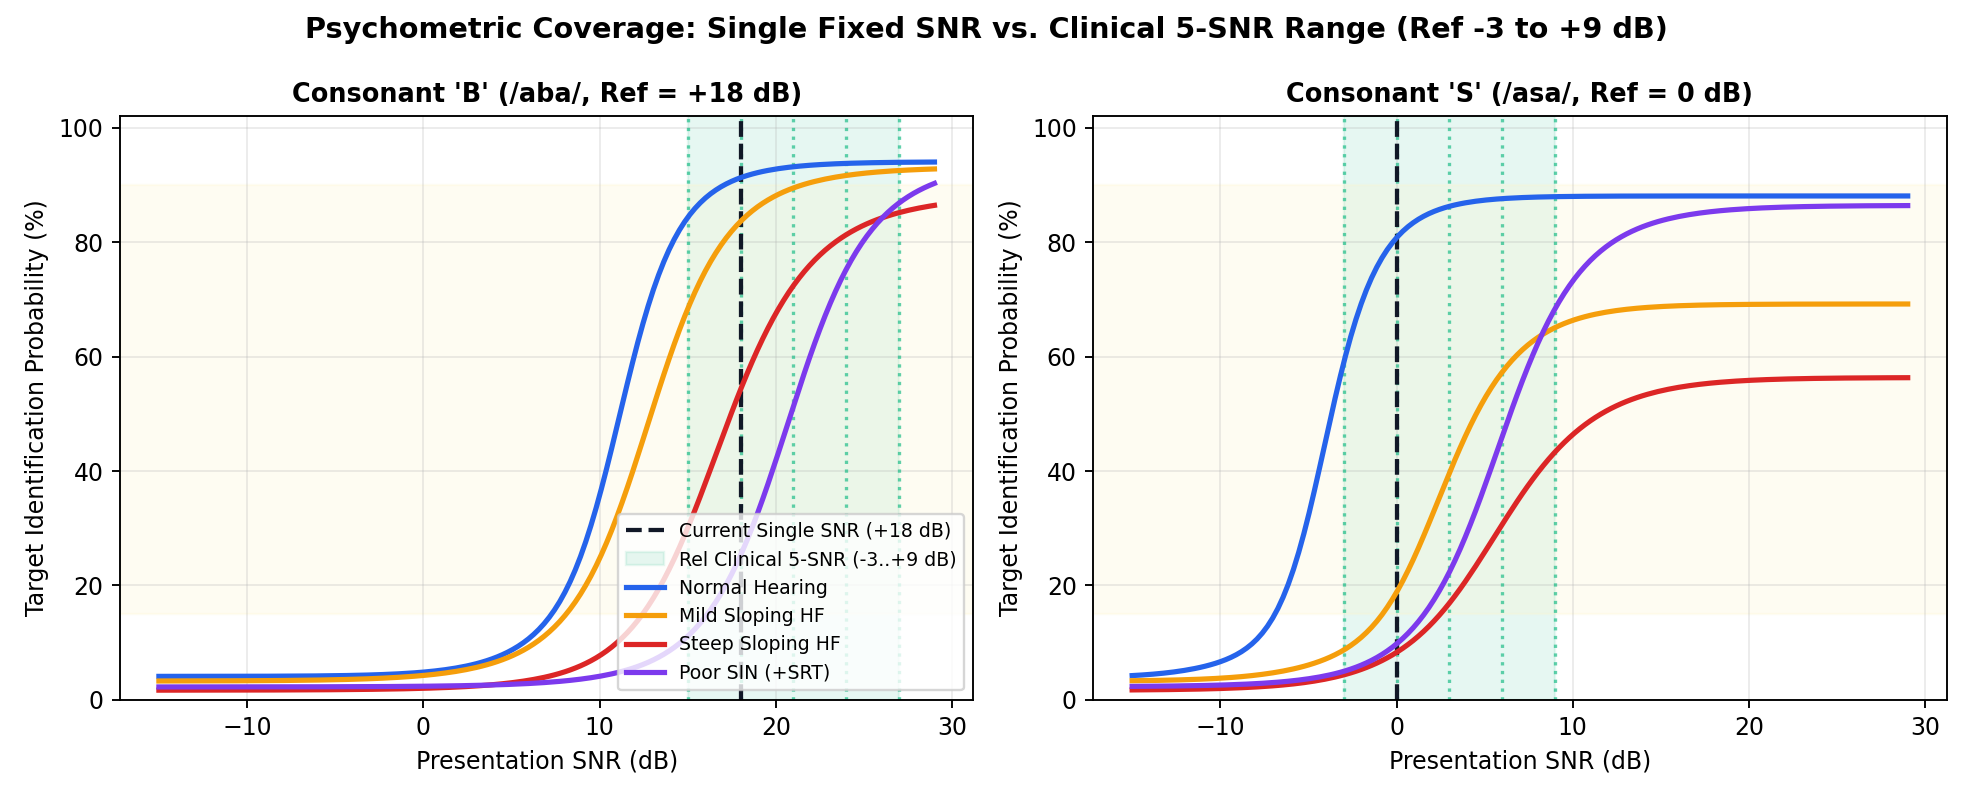 Psychometric Coverage: Single Fixed SNR vs. Clinical 5-SNR Range (Ref -3 to +9 dB)
Consonant 'B' (/aba/, Ref = +18 dB)
Target Identification Probability (%)
100
80
60
40
20
0
−10
0
10
20
30
Presentation SNR (dB)
Current Single SNR (+18 dB)
Rel Clinical 5-SNR (-3..+9 dB)
Normal Hearing
Mild Sloping HF
Steep Sloping HF
Poor SIN (+SRT)
Consonant 'S' (/asa/, Ref = 0 dB)
Target Identification Probability (%)
100
80
60
40
20
0
−10
0
10
20
30
Presentation SNR (dB)